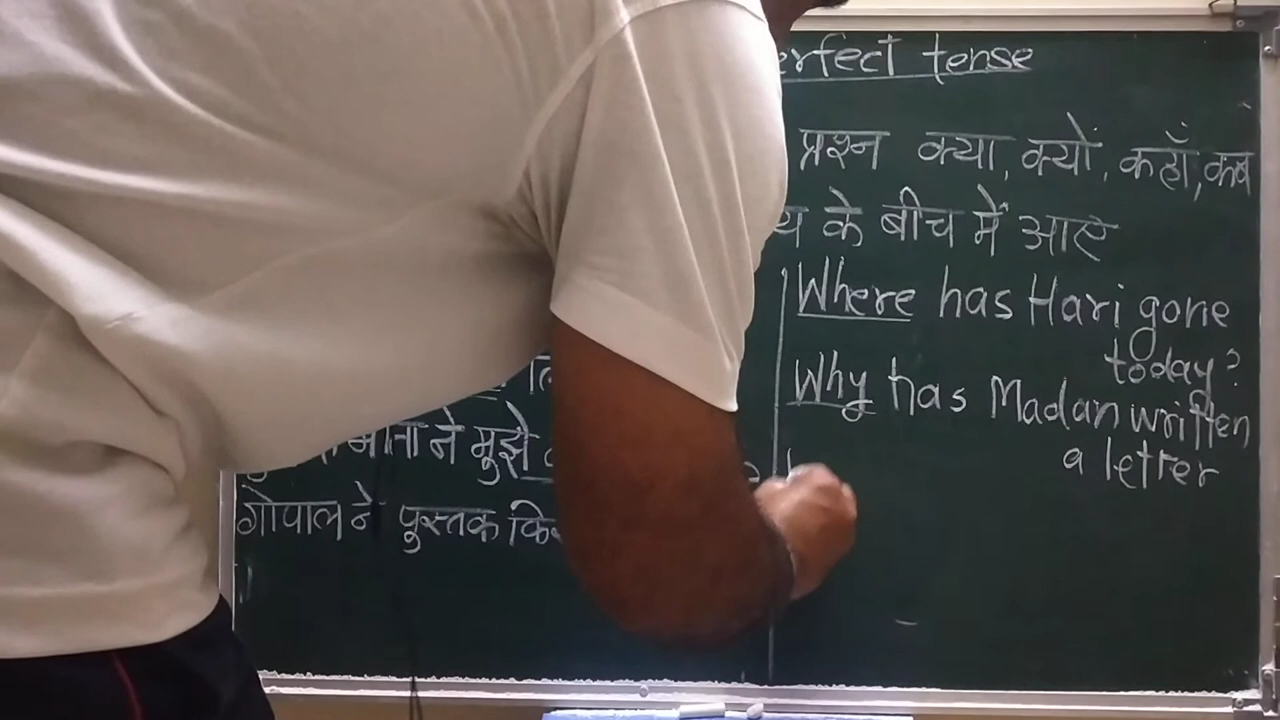 erfect tense
प्रश्न क्या, क्यों, कहाँ, कब
के बीच में आए
Where has Hari gone
today?
Why has Madan written
a letter
ने मुझे
गोपाल ने पुस्तक